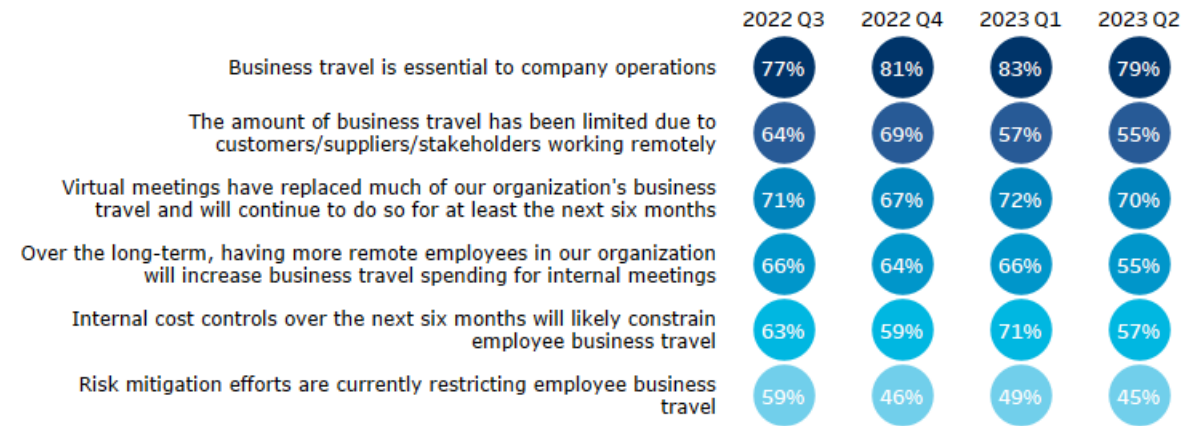 2022 Q3 2022 Q4 2023 Q1 2023 Q2
Business travel is essential to company operations 77% 81% 83% 79%
The amount of business travel has been limited due to
customers/suppliers/stakeholders working remotely 64% 69% 57% 55%
Virtual meetings have replaced much of our organization's business
travel and will continue to do so for at least the next six months 71% 67% 72% 70%
Over the long-term, having more remote employees in our organization
will increase business travel spending for internal meetings 66% 64% 66% 55%
Internal cost controls over the next six months will likely constrain
employee business travel 63% 59% 71% 57%
Risk mitigation efforts are currently restricting employee business
travel 59% 46% 49% 45%